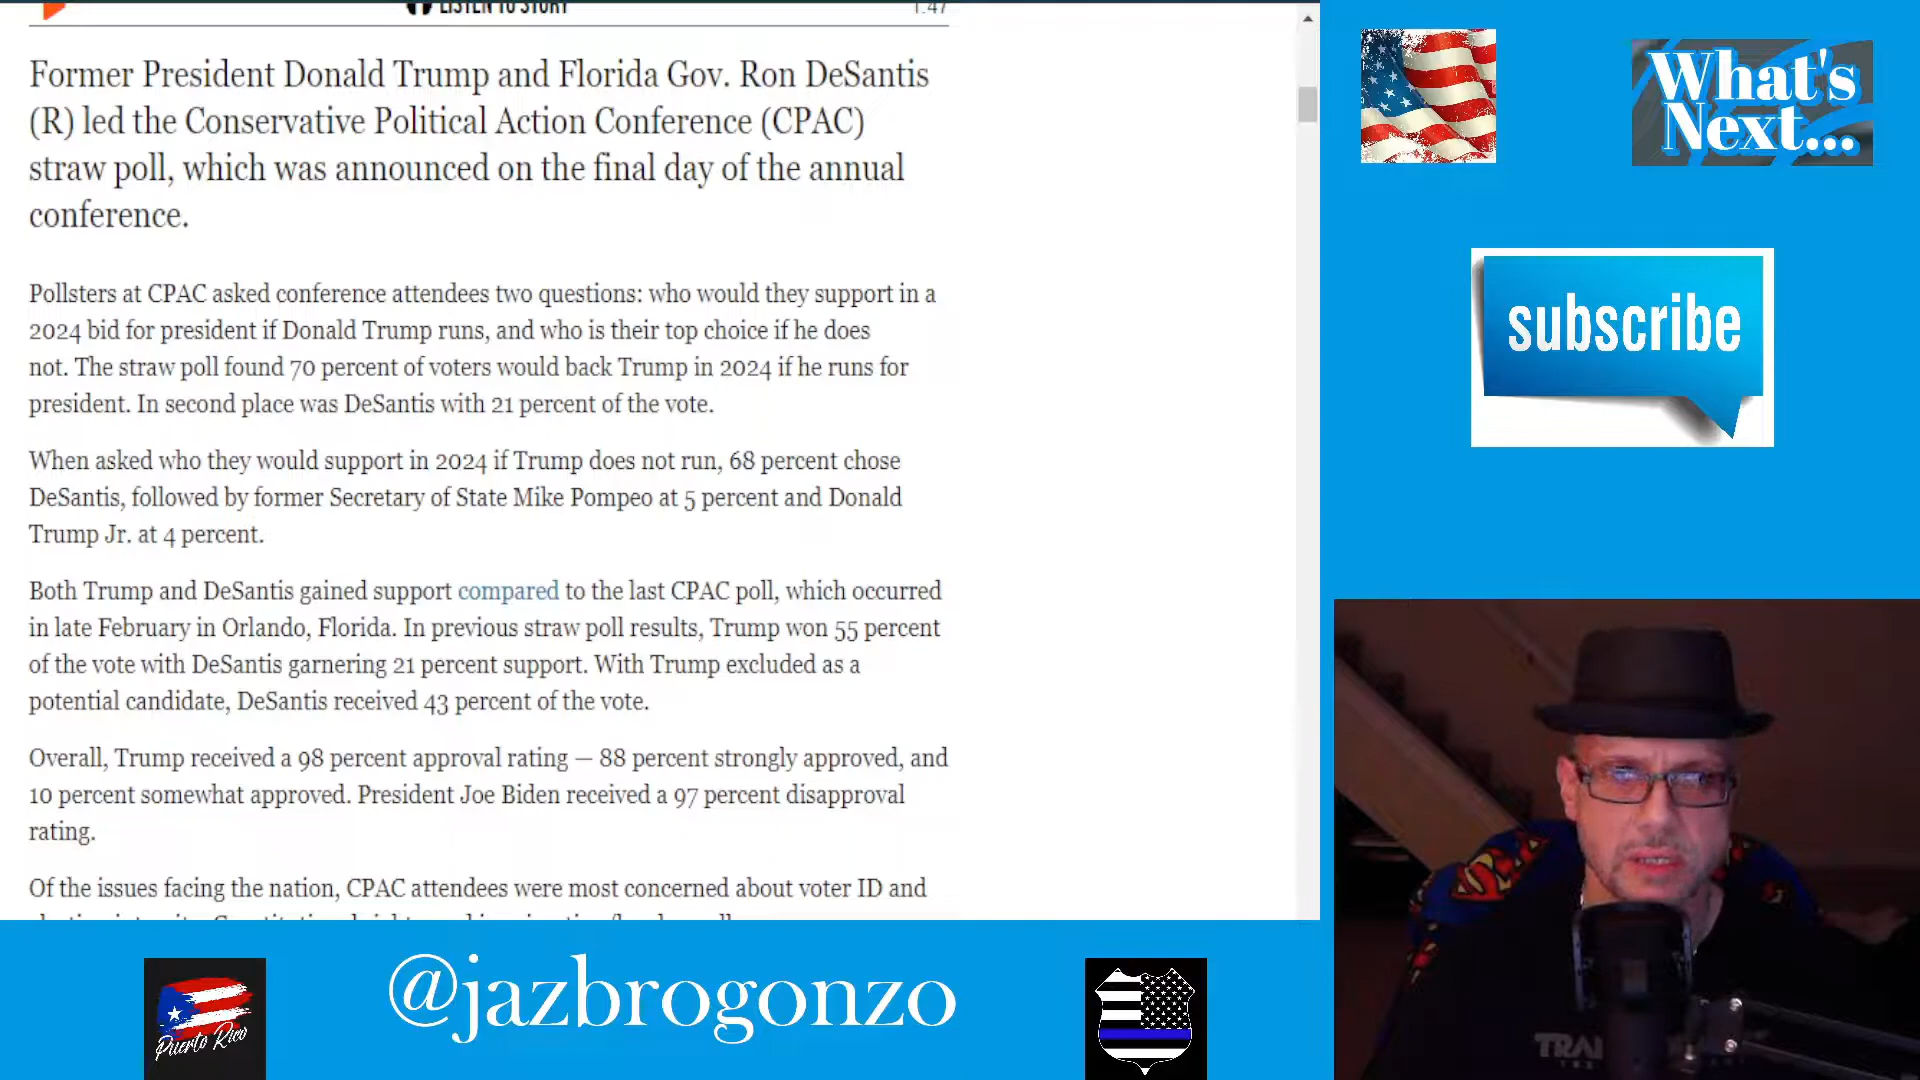 LISTEN TO STORY 1:47
Former President Donald Trump and Florida Gov. Ron DeSantis
(R) led the Conservative Political Action Conference (CPAC)
straw poll, which was announced on the final day of the annual
conference.
Pollsters at CPAC asked conference attendees two questions: who would they support in a
2024 bid for president if Donald Trump runs, and who is their top choice if he does
not. The straw poll found 70 percent of voters would back Trump in 2024 if he runs for
president. In second place was DeSantis with 21 percent of the vote.
When asked who they would support in 2024 if Trump does not run, 68 percent chose
DeSantis, followed by former Secretary of State Mike Pompeo at 5 percent and Donald
Trump Jr. at 4 percent.
Both Trump and DeSantis gained support compared to the last CPAC poll, which occurred
in late February in Orlando, Florida. In previous straw poll results, Trump won 55 percent
of the vote with DeSantis garnering 21 percent support. With Trump excluded as a
potential candidate, DeSantis received 43 percent of the vote.
Overall, Trump received a 98 percent approval rating — 88 percent strongly approved, and
10 percent somewhat approved. President Joe Biden received a 97 percent disapproval
rating.
Of the issues facing the nation, CPAC attendees were most concerned about voter ID and
What's
Next...
subscribe
Puerto Rico
@jazbrogonzo